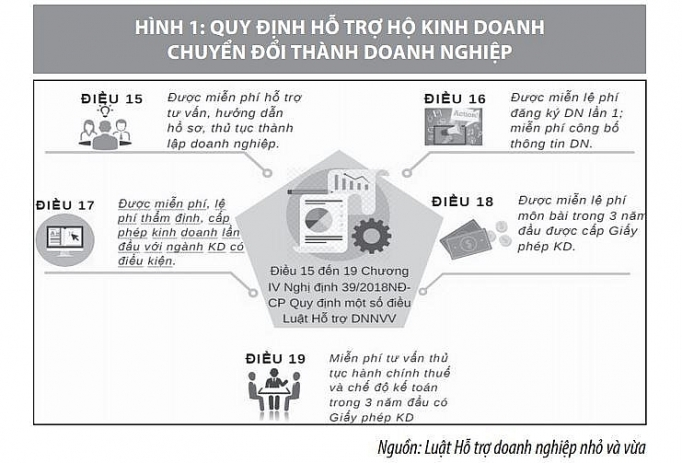 HÌNH 1: QUY ĐỊNH HỖ TRỢ HỘ KINH DOANH
CHUYỂN ĐỔI THÀNH DOANH NGHIỆP
ĐIỀU 15
Được miễn phí hỗ trợ
tư vấn, hướng dẫn
hồ sơ, thủ tục thành
lập doanh nghiệp.
ĐIỀU 16
Action
Được miễn lệ phí
đăng ký DN lần 1;
miễn phí công bố
thông tin DN.
ĐIỀU 17
Được miễn phí, lệ
phí thẩm định, cấp
phép kinh doanh lần
đầu với ngành KD có
điều kiện.
ĐIỀU 18
Được miễn lệ phí
môn bài trong 3 năm
đầu được cấp Giấy
phép KD.
Điều 15 đến 19 Chương
IV Nghị định 39/2018NĐ-
CP Quy định một số điều
Luật Hỗ trợ DNNVV
ĐIỀU 19
Miễn phí tư vấn thủ
tục hành chính thuế
và chế độ kế toán
trong 3 năm đầu có
Giấy phép KD
Nguồn: Luật Hỗ trợ doanh nghiệp nhỏ và vừa